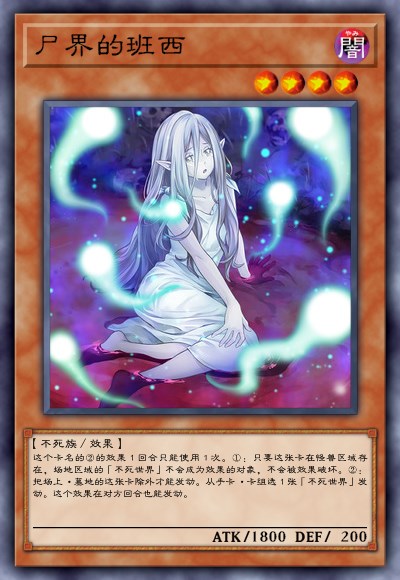 尸界的班西
やみ
闇
【不死族／效果】
这个卡名的②的效果１回合只能使用１次。①：只要这张卡在怪兽区域存
在，场地区域的「不死世界」不会成为效果的对象，不会被效果破坏。②：
把场上・墓地的这张卡除外才能发动。从手卡・卡组选１张「不死世界」发
动。这个效果在对方回合也能发动。
ATK/1800 DEF/ 200